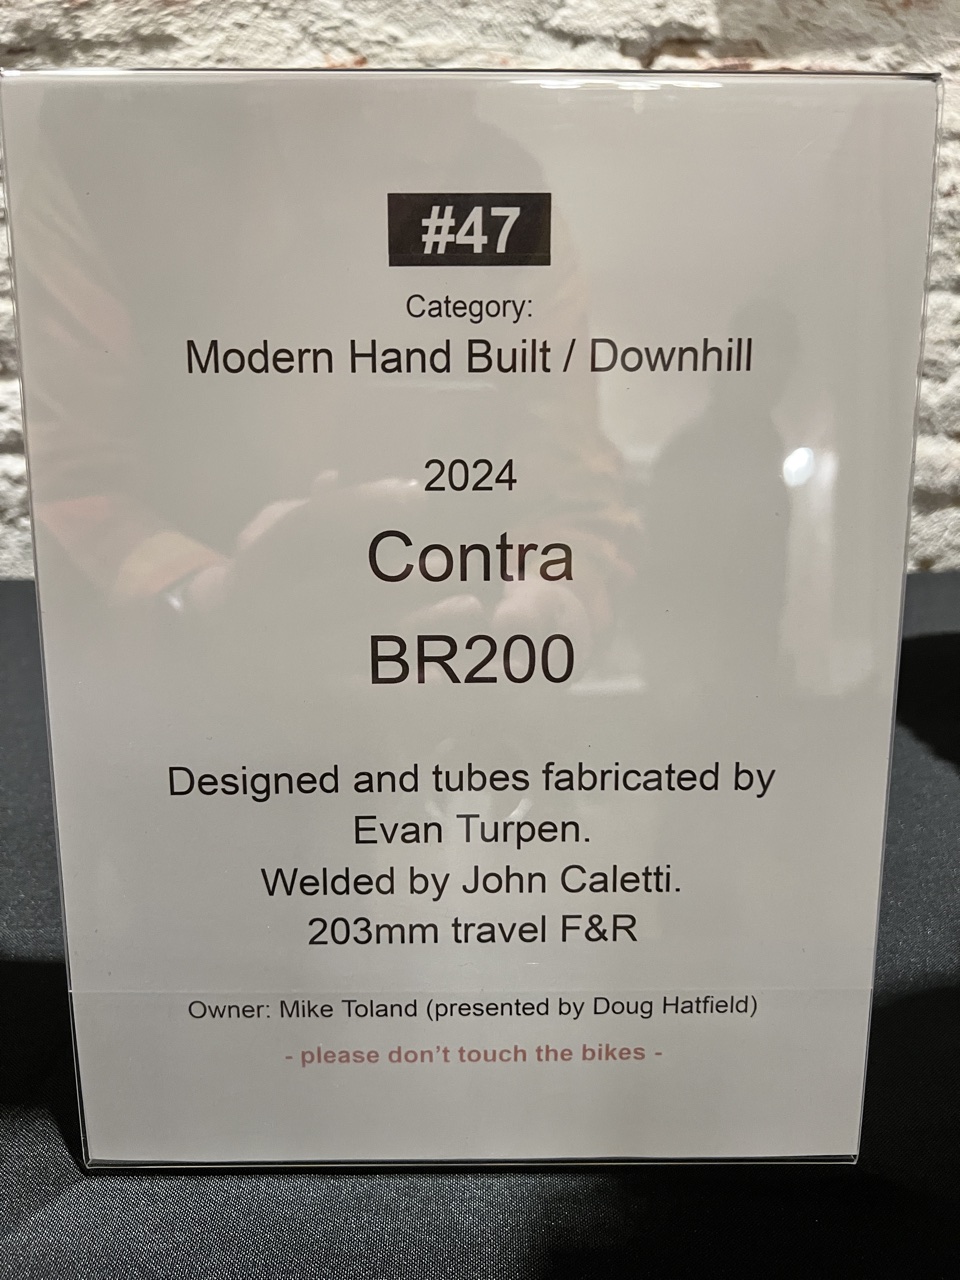 #47
Category:
Modern Hand Built / Downhill
2024
Contra
BR200
Designed and tubes fabricated by
Evan Turpen.
Welded by John Caletti.
203mm travel F&R
Owner: Mike Toland (presented by Doug Hatfield)
- please don't touch the bikes -